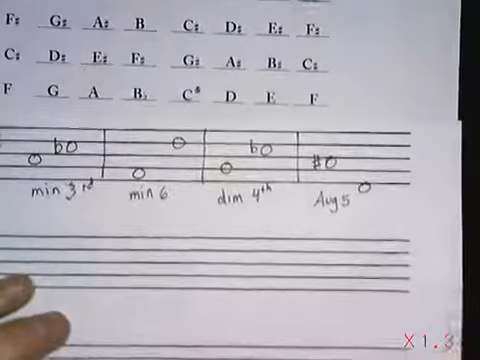 F♯ G♯ A♯ B C♯ D♯ E♯ F♯
C♯ D♯ E♯ F♯ G♯ A♯ B♯ C♯
F G A B♭ C# D E F
min 3rd min 6 dim 4th Aug 5
X1.3